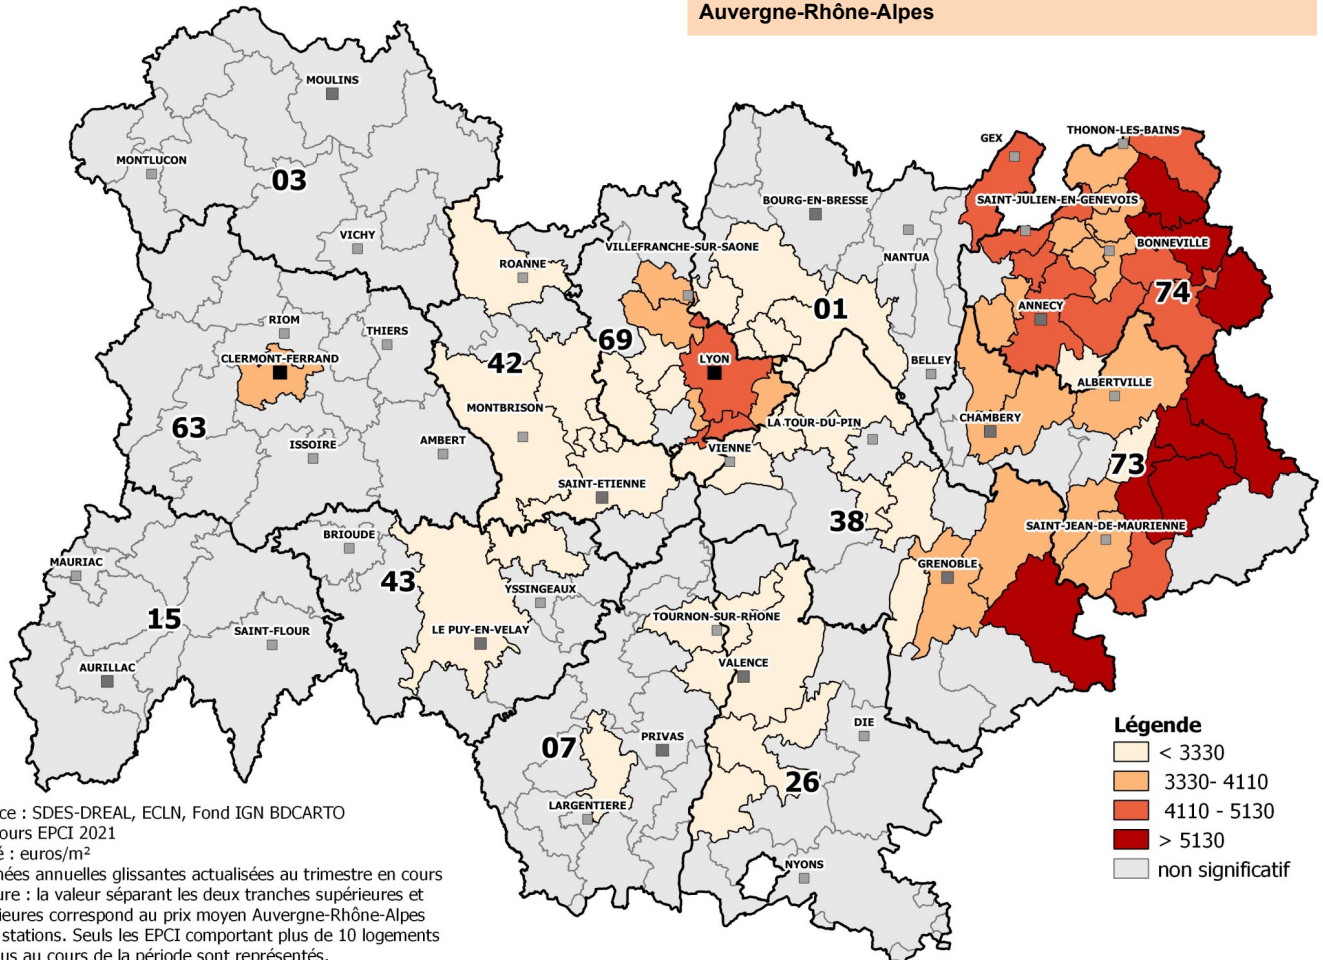 Auvergne-Rhône-Alpes
MOULINS
MONTLUCON
03
VICHY
GEX
THONON-LES-BAINS
BOURG-EN-BRESSE
SAINT-JULIEN-EN-GENEVOIS
VILLEFRANCHE-SUR-SAONE
BONNEVILLE
ROANNE
NANTUA
01
74
ANNECY
RIOM
THIERS
69
42
CLERMONT-FERRAND
LYON
BELLEY
ALBERTVILLE
63
MONTBRISON
LA TOUR-DU-PIN
CHAMBERY
ISSOIRE
AMBERT
VIENNE
73
SAINT-ETIENNE
38
SAINT-JEAN-DE-MAURIENNE
BRIOUDE
MAURIAC
43
YSSINGEAUX
GRENOBLE
15
SAINT-FLOUR
LE PUY-EN-VELAY
TOURNON-SUR-RHÔNE
AURILLAC
VALENCE
DIE
07
PRIVAS
26
LARGENTIERE
NYONS
Légende
< 3330
3330- 4110
4110 - 5130
> 5130
non significatif
ce : SDES-DREAL, ECLN, Fond IGN BDCARTO
ours EPCI 2021
é : euros/m²
nées annuelles glissantes actualisées au trimestre en cours
ure : la valeur séparant les deux tranches supérieures et
ieures correspond au prix moyen Auvergne-Rhône-Alpes
stations. Seuls les EPCI comportant plus de 10 logements
us au cours de la période sont représentés.